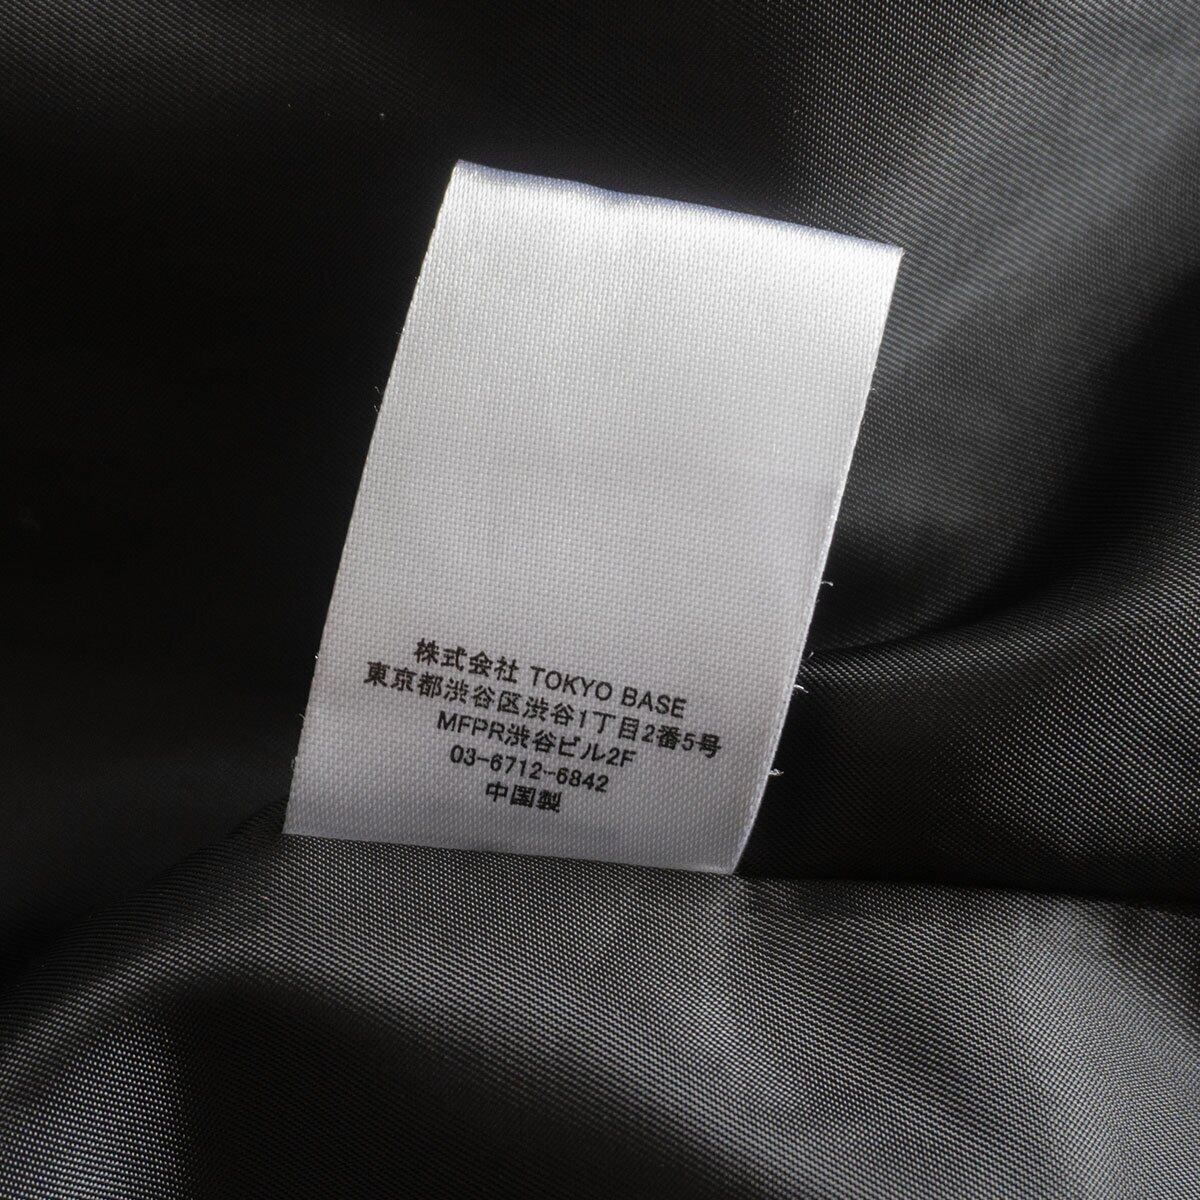 株式会社 TOKYO BASE
東京都渋谷区渋谷1丁目2番5号
MFPR渋谷ビル2F
03-6712-6842
中国製